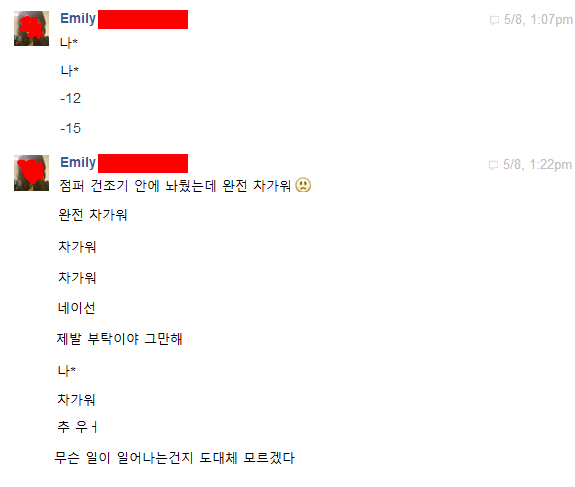 Emily 5/8, 1:07pm
나*
나*
-12
-15
Emily 5/8, 1:22pm
점퍼 건조기 안에 놔뒀는데 완전 차가워
완전 차가워
차가워
차가워
네이선
제발 부탁이야 그만해
나*
차가워
추 우ㅓ
무슨 일이 일어나는건지 도대체 모르겠다